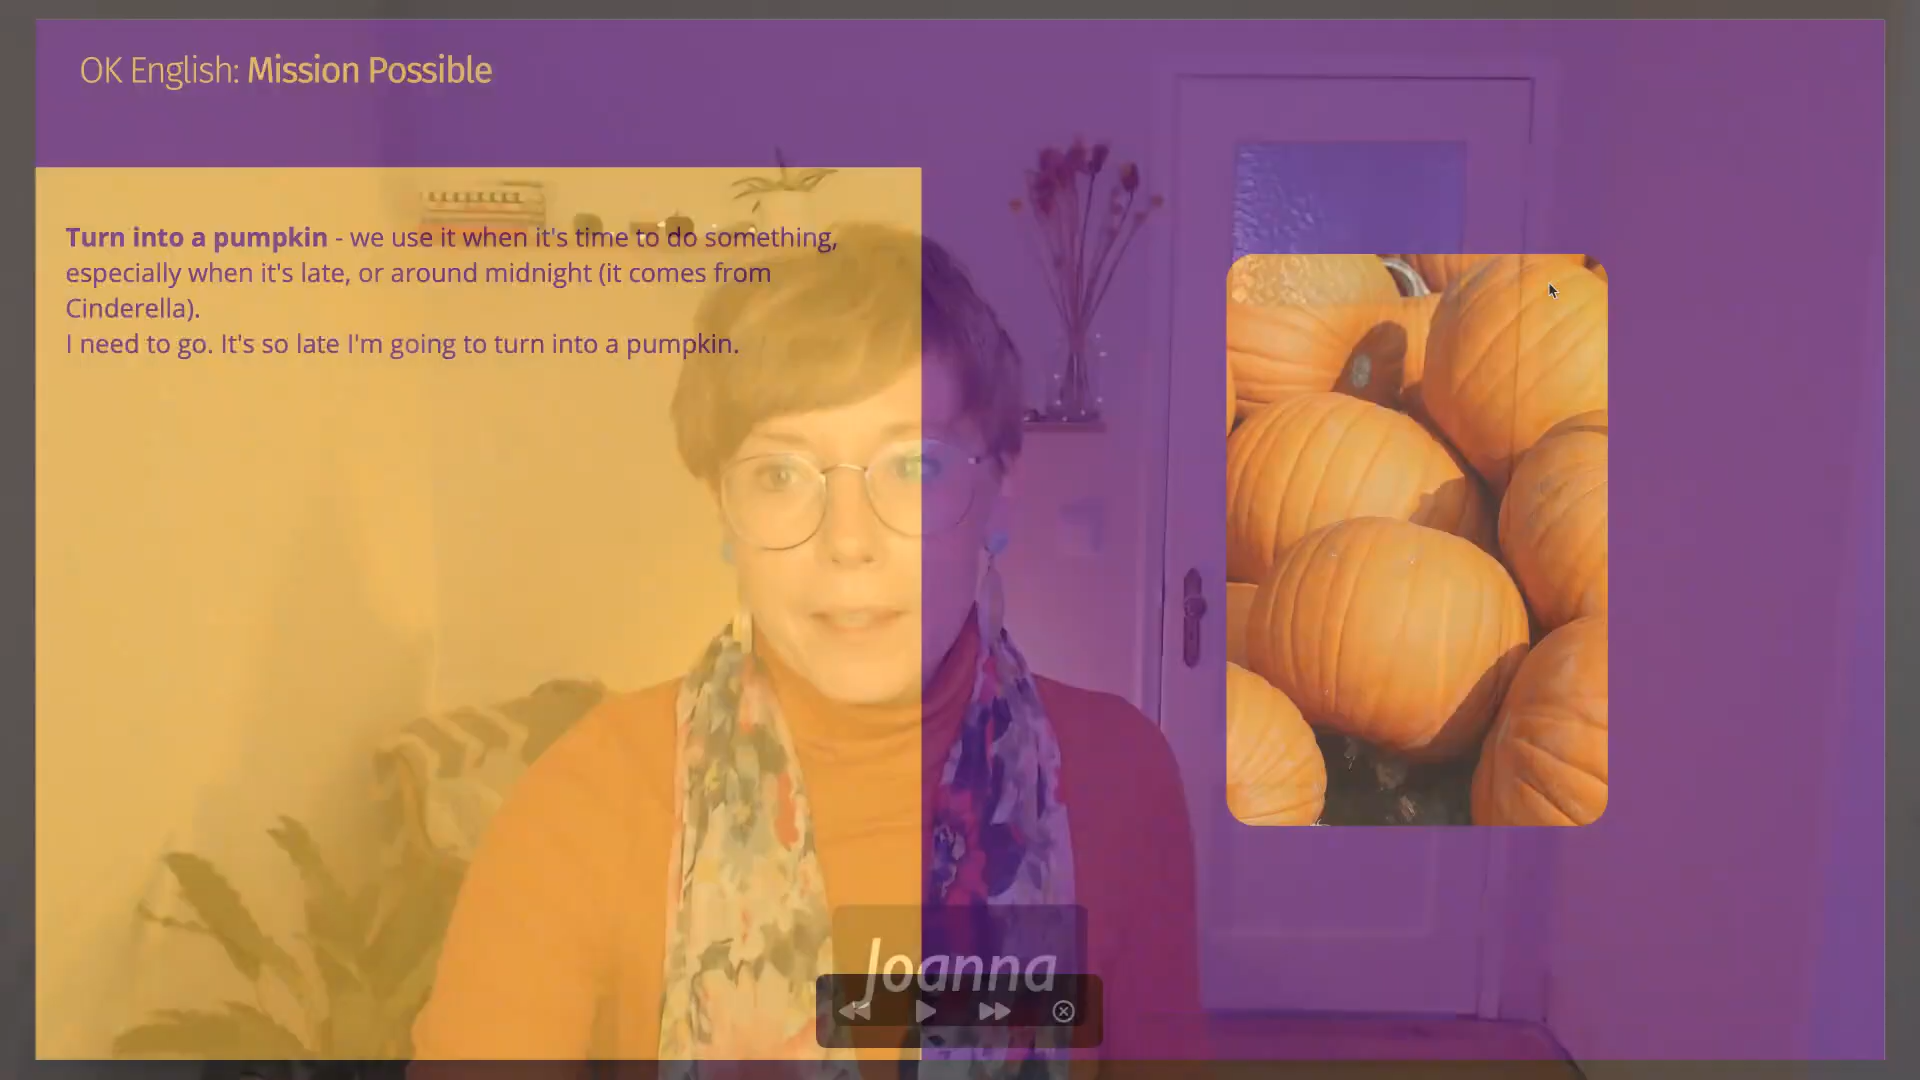 OK English: Mission Possible
Turn into a pumpkin - we use it when it's time to do something,
especially when it's late, or around midnight (it comes from
Cinderella).
I need to go. It's so late I'm going to turn into a pumpkin.
Joanna